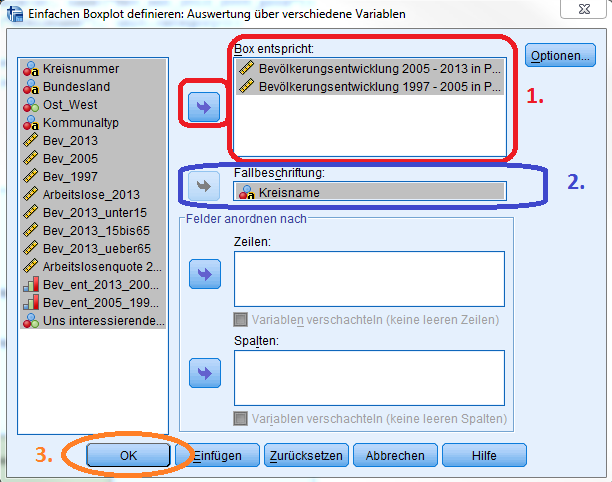 Einfachen Boxplot definieren: Auswertung über verschiedene Variablen
Kreisnummer
Bundesland
Ost_West
Kommunaltyp
Bev_2013
Bev_2005
Bev_1997
Arbeitslose_2013
Bev_2013_unter15
Bev_2013_15bis65
Bev_2013_ueber65
Arbeitslosenquote 2...
Bev_ent_2013_200...
Bev_ent_2005_199...
Uns interessierende...
Box entspricht:
Bevölkerungsentwicklung 2005 - 2013 in P...
Bevölkerungsentwicklung 1997 - 2005 in P...
1.
Optionen...
Fallbeschriftung:
Kreisname
2.
Felder anordnen nach
Zeilen:
Variablen verschachteln (keine leeren Zeilen)
Spalten:
Variablen verschachteln (keine leeren Spalten)
3.
OK
Einfügen
Zurücksetzen
Abbrechen
Hilfe